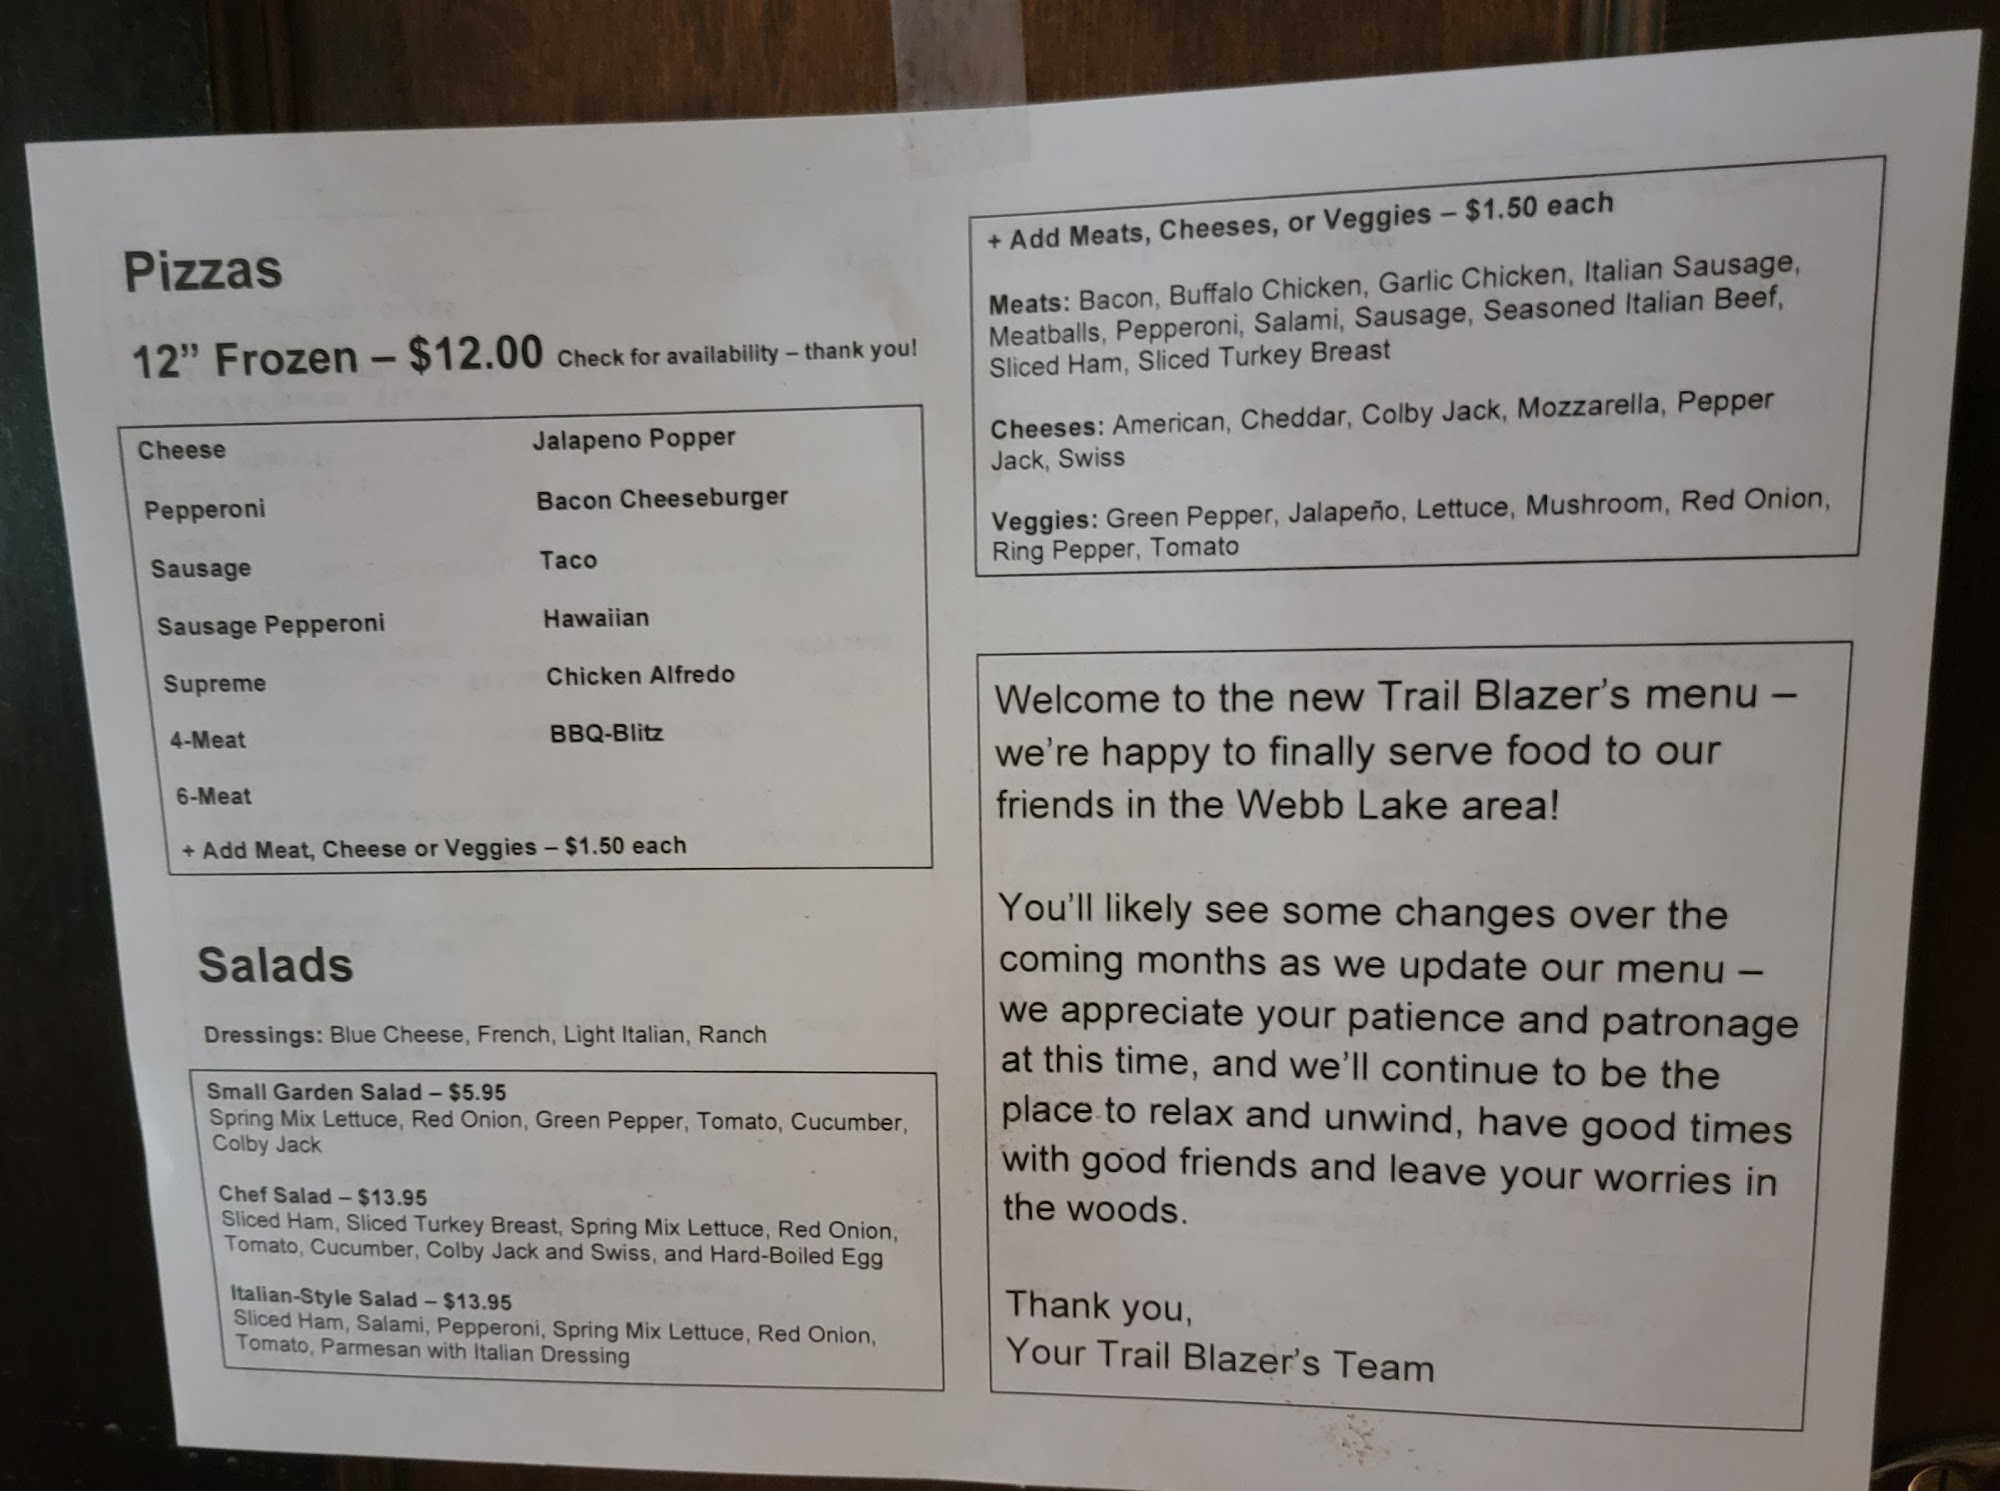 Pizzas
12” Frozen – $12.00 Check for availability – thank you!
Cheese
Pepperoni
Sausage
Sausage Pepperoni
Supreme
4-Meat
6-Meat
Jalapeno Popper
Bacon Cheeseburger
Taco
Hawaiian
Chicken Alfredo
BBQ-Blitz
+ Add Meat, Cheese or Veggies – $1.50 each
Salads
Dressings: Blue Cheese, French, Light Italian, Ranch
Small Garden Salad – $5.95
Spring Mix Lettuce, Red Onion, Green Pepper, Tomato, Cucumber,
Colby Jack
Chef Salad – $13.95
Sliced Ham, Sliced Turkey Breast, Spring Mix Lettuce, Red Onion,
Tomato, Cucumber, Colby Jack and Swiss, and Hard-Boiled Egg
Italian-Style Salad – $13.95
Sliced Ham, Salami, Pepperoni, Spring Mix Lettuce, Red Onion,
Tomato, Parmesan with Italian Dressing
+ Add Meats, Cheeses, or Veggies – $1.50 each
Meats: Bacon, Buffalo Chicken, Garlic Chicken, Italian Sausage,
Meatballs, Pepperoni, Salami, Sausage, Seasoned Italian Beef,
Sliced Ham, Sliced Turkey Breast
Cheeses: American, Cheddar, Colby Jack, Mozzarella, Pepper
Jack, Swiss
Veggies: Green Pepper, Jalapeño, Lettuce, Mushroom, Red Onion,
Ring Pepper, Tomato
Welcome to the new Trail Blazer’s menu –
we’re happy to finally serve food to our
friends in the Webb Lake area!
You’ll likely see some changes over the
coming months as we update our menu –
we appreciate your patience and patronage
at this time, and we’ll continue to be the
place to relax and unwind, have good times
with good friends and leave your worries in
the woods.
Thank you,
Your Trail Blazer’s Team